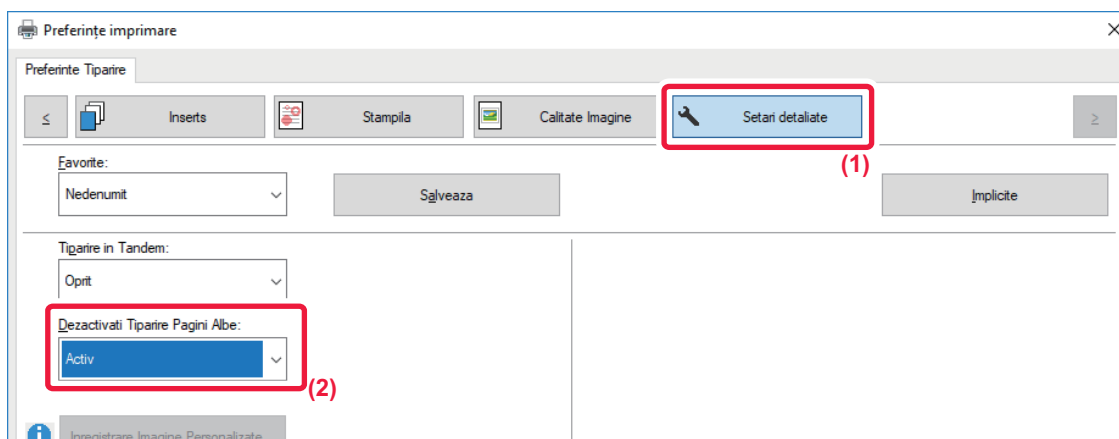 Preferințe imprimare
Preferinte Tiparire
< Inserts Stampila Calitate Imagine Setari detaliate >
(1)
Favorite:
Nedenumit Salveaza Implicite
Tiparire in Tandem:
Oprit
Dezactivati Tiparire Pagini Albe:
Activ
(2)
Inregistrare Imagine Personalizate